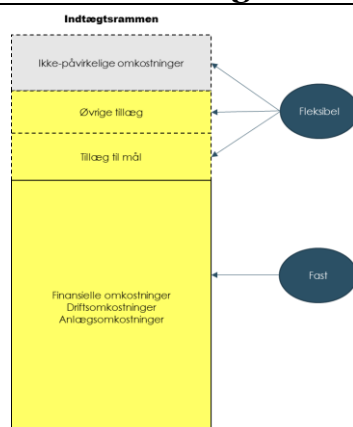 Indtægtsrammen
Ikke-påvirkelige omkostninger
Øvrige tillæg
Fleksibel
Tillæg til mål
Fast
Finansielle omkostninger
Driftsomkostninger
Anlægsomkostninger